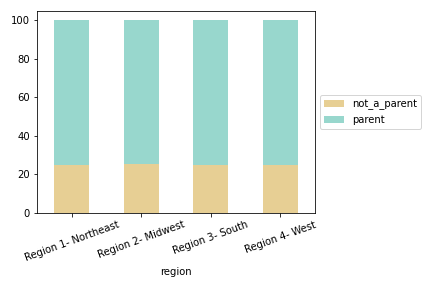 100
80
60
40
20
0
not_a_parent
parent
Region 1- Northeast
Region 2- Midwest
Region 3- South
Region 4- West
region